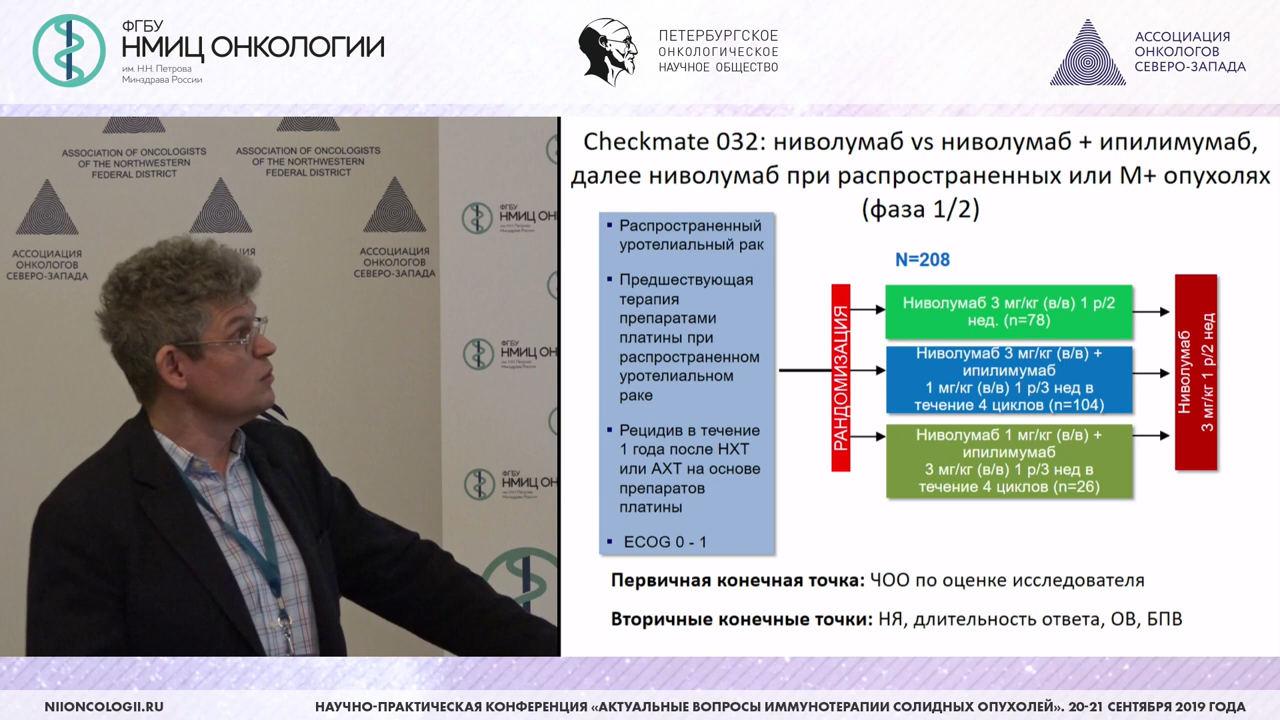 ФГБУ
НМИЦ ОНКОЛОГИИ
им. Н.Н. Петрова
Минздрава России
ПЕТЕРБУРГСКОЕ
ОНКОЛОГИЧЕСКОЕ
НАУЧНОЕ ОБЩЕСТВО
АССОЦИАЦИЯ
ОНКОЛОГОВ
СЕВЕРО-ЗАПАДА
ASSOCIATION OF ONCOLOGISTS
OF THE NORTHWESTERN
FEDERAL DISTRICT
ASSOCIATION OF ONCOLOGISTS
OF THE NORTHWESTERN
FEDERAL DISTRICT
АССОЦИАЦИЯ
ОНКОЛОГОВ
СЕВЕРО-ЗАПАДА
АССОЦИАЦИЯ
ОНКОЛОГОВ
СЕВЕРО-ЗАПАДА
ФГБУ
НМИЦ ОН
НМИЦ ОН
НМИЦ ОН
Checkmate 032: ниволумаб vs ниволумаб + ипилимумаб,
далее ниволумаб при распространенных или М+ опухолях
(фаза 1/2)
▪ Распространенный
уротелиальный рак
▪ Предшествующая
терапия
препаратами
платины при
распространенном
уротелиальном
раке
▪ Рецидив в течение
1 года после НХТ
или АХТ на основе
препаратов
платины
▪ ECOG 0 - 1
РАНДОМИЗАЦИЯ
N=208
Ниволумаб 3 мг/кг (в/в) 1 р/2
нед. (n=78)
Ниволумаб 3 мг/кг (в/в) +
ипилимумаб
1 мг/кг (в/в) 1 р/3 нед в
течение 4 циклов (n=104)
Ниволумаб 1 мг/кг (в/в) +
ипилимумаб
3 мг/кг (в/в) 1 р/3 нед в
течение 4 циклов (n=26)
Ниволумаб
3 мг/кг 1 р/2 нед
Первичная конечная точка: ЧОО по оценке исследователя
Вторичные конечные точки: НЯ, длительность ответа, ОВ, БПВ
NIIONCOLOGII.RU
НАУЧНО-ПРАКТИЧЕСКАЯ КОНФЕРЕНЦИЯ «АКТУАЛЬНЫЕ ВОПРОСЫ ИММУНОТЕРАПИИ СОЛИДНЫХ ОПУХОЛЕЙ». 20-21 СЕНТЯБРЯ 2019 ГОДА